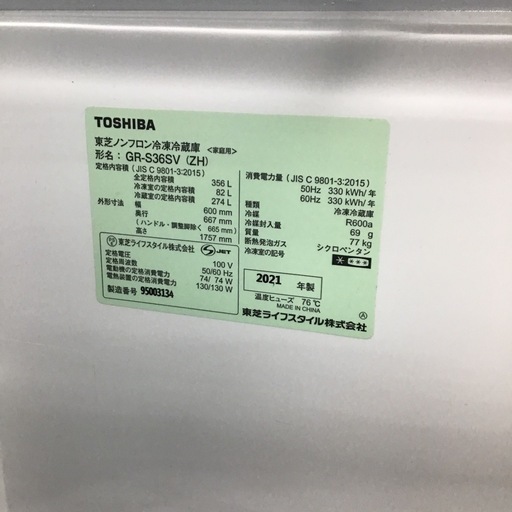 TOSHIBA
東芝ノンフロン冷凍冷蔵庫 <家庭用>
形名：GR-S36SV (ZH)
定格内容積 (JIS C 9801-3:2015)
全定格内容積 356 L
冷凍室の定格内容積 82 L
冷蔵室の定格内容積 274 L
外形寸法 幅 600 mm
奥行 667 mm
(ハンドル・調整脚除く 665 mm)
高さ 1757 mm
東芝ライフスタイル株式会社 S JET
定格電圧 100 V
定格周波数 50/60 Hz
電動機の定格消費電力 74/ 74 W
電熱装置の定格消費電力 130/130 W
製造番号 95003134
消費電力量 (JIS C 9801-3:2015)
50Hz 330 kWh/年
60Hz 330 kWh/年
種類 冷凍冷蔵庫
冷媒 R600a
冷媒封入量 69 g
質量 77 kg
断熱発泡ガス シクロペンタン
冷凍室の記号
2021 年製
温度ヒューズ 76℃
MADE IN CHINA
東芝ライフスタイル株式会社
Ⓐ